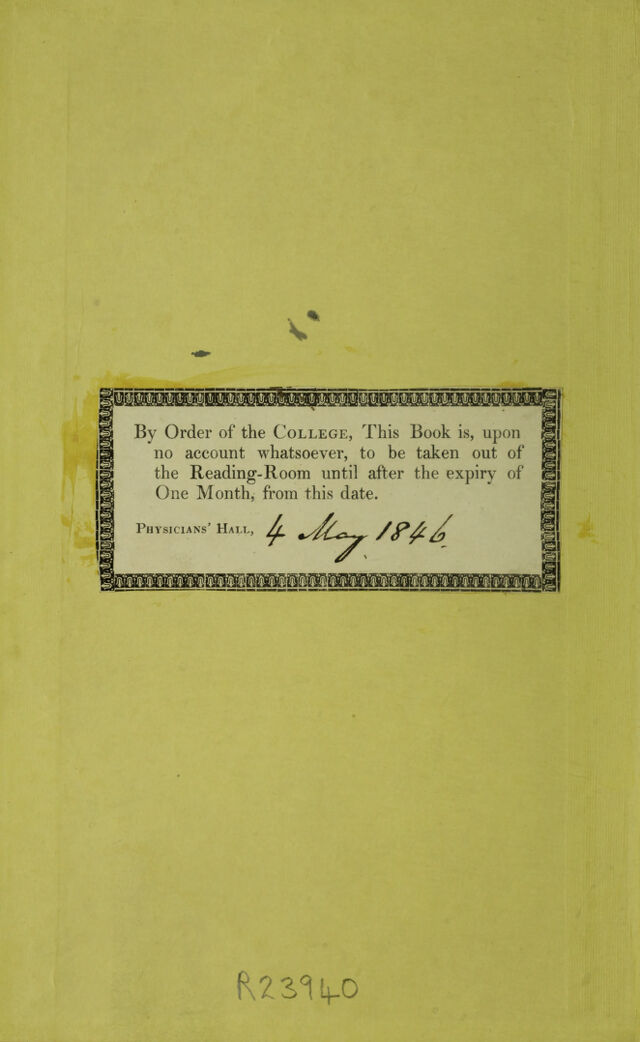 By Order of the COLLEGE, This Book is, upon
no account whatsoever, to be taken out of
the Reading-Room until after the expiry of
One Month, from this date.
PHYSICIANS' HALL, 4 May 1846.
R23940